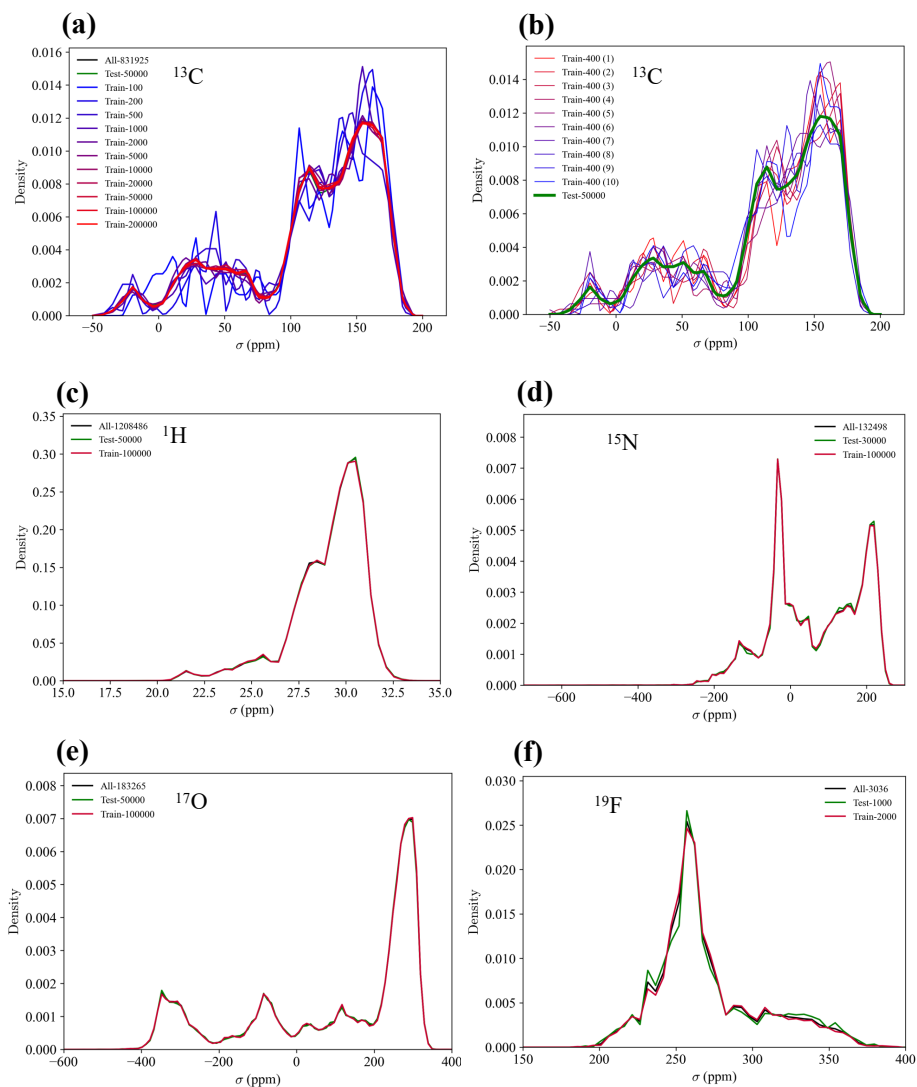 (a)
0.016
0.014
0.012
0.010
0.008
0.006
0.004
0.002
0.000
Density
All-831925
Test-50000
Train-100
Train-200
Train-500
Train-1000
Train-2000
Train-5000
Train-10000
Train-20000
Train-50000
Train-100000
Train-200000
¹³C
−50 0 50 100 150 200
σ (ppm)
(b)
0.014
0.012
0.010
0.008
0.006
0.004
0.002
0.000
Density
Train-400 (1)
Train-400 (2)
Train-400 (3)
Train-400 (4)
Train-400 (5)
Train-400 (6)
Train-400 (7)
Train-400 (8)
Train-400 (9)
Train-400 (10)
Test-50000
¹³C
−50 0 50 100 150 200
σ (ppm)
(c)
0.35
0.30
0.25
0.20
0.15
0.10
0.05
0.00
Density
All-1208486
Test-50000
Train-100000
¹H
15.0 17.5 20.0 22.5 25.0 27.5 30.0 32.5 35.0
σ (ppm)
(d)
0.008
0.007
0.006
0.005
0.004
0.003
0.002
0.001
0.000
Density
¹⁵N
All-132498
Test-30000
Train-100000
−600 −400 −200 0 200
σ (ppm)
(e)
0.008
0.007
0.006
0.005
0.004
0.003
0.002
0.001
0.000
Density
All-183265
Test-50000
Train-100000
¹⁷O
−600 −400 −200 0 200 400
σ (ppm)
(f)
0.030
0.025
0.020
0.015
0.010
0.005
0.000
Density
¹⁹F
All-3036
Test-1000
Train-2000
150 200 250 300 350 400
σ (ppm)